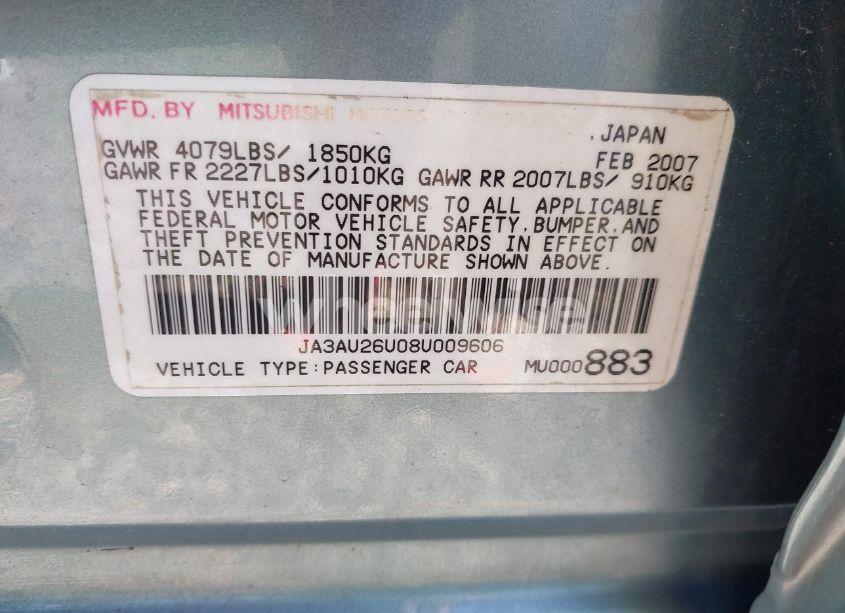 MFD. BY MITSUBISHI
. JAPAN
GVWR 4079LBS/ 1850KG FEB 2007
GAWR FR 2227LBS/1010KG GAWR RR 2007LBS/ 910KG
THIS VEHICLE CONFORMS TO ALL APPLICABLE
FEDERAL MOTOR VEHICLE SAFETY, BUMPER, AND
THEFT PREVENTION STANDARDS IN EFFECT ON
THE DATE OF MANUFACTURE SHOWN ABOVE.
JA3AU26U08U009606
VEHICLE TYPE:PASSENGER CAR MU000883